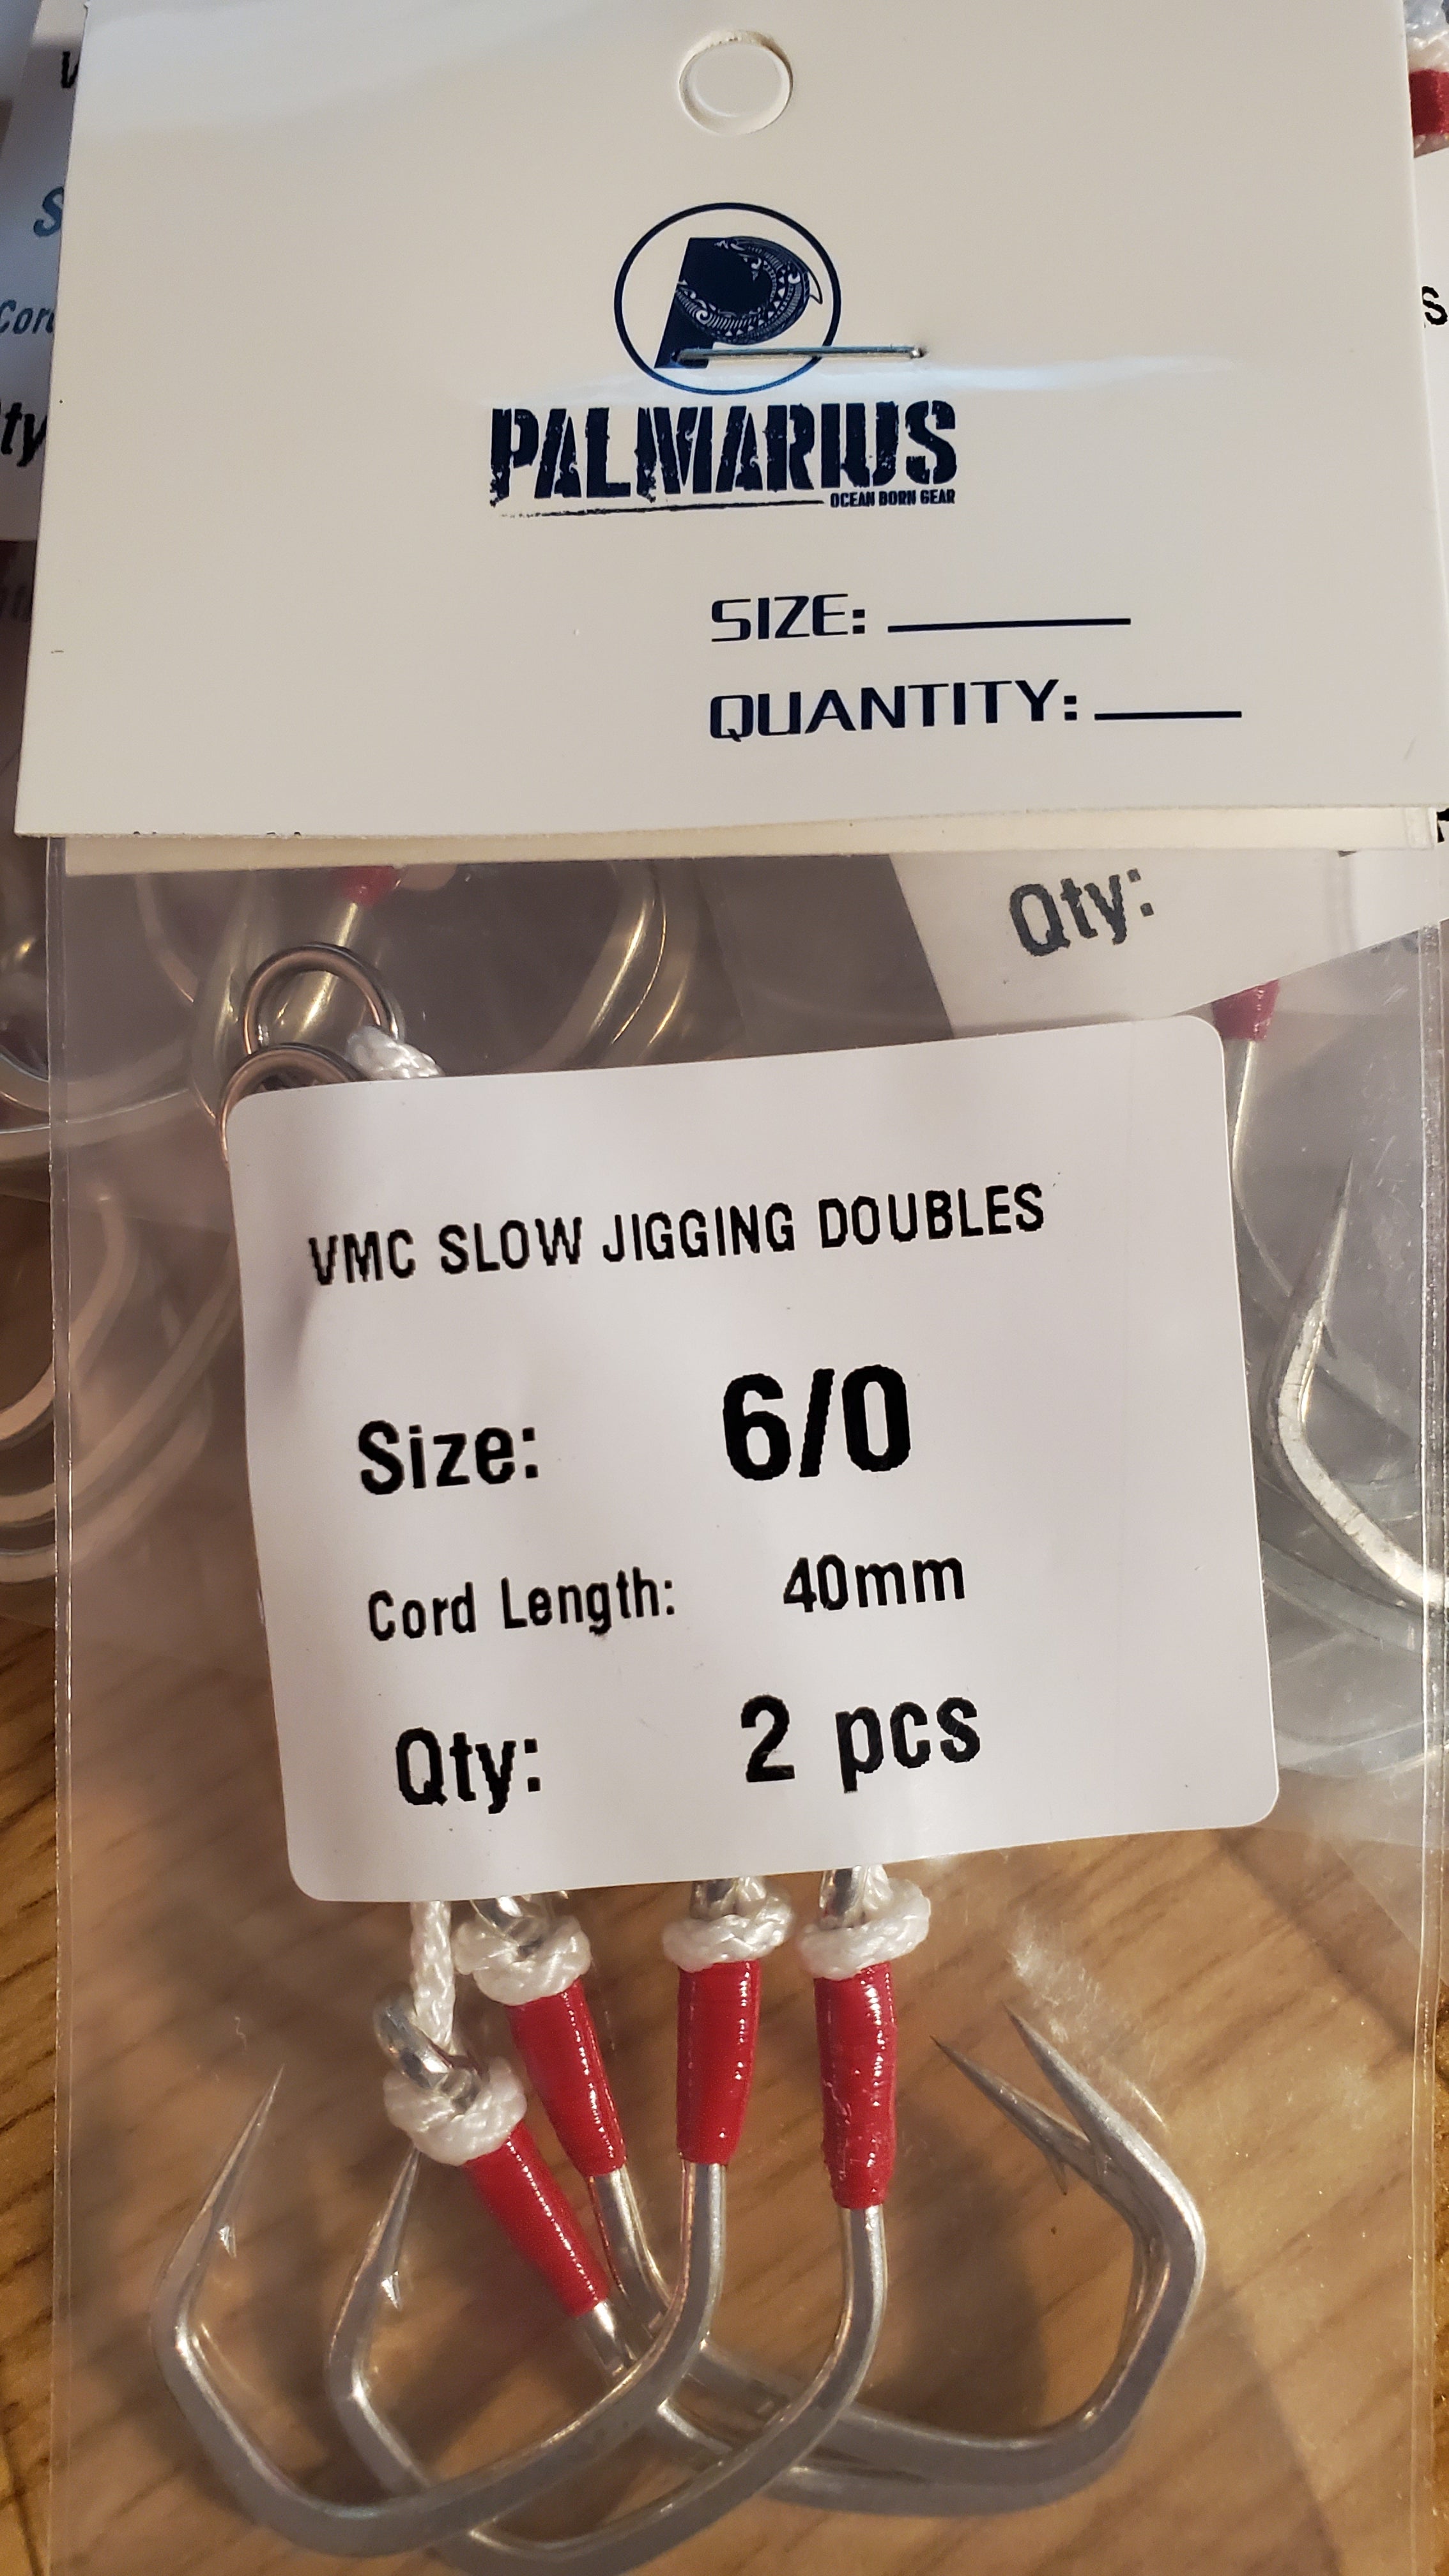 PALMARIUS
OCEAN BORN GEAR
SIZE:
QUANTITY:
Qty:
VMC SLOW JIGGING DOUBLES
Size: 6/0
Cord Length: 40mm
Qty: 2 pcs